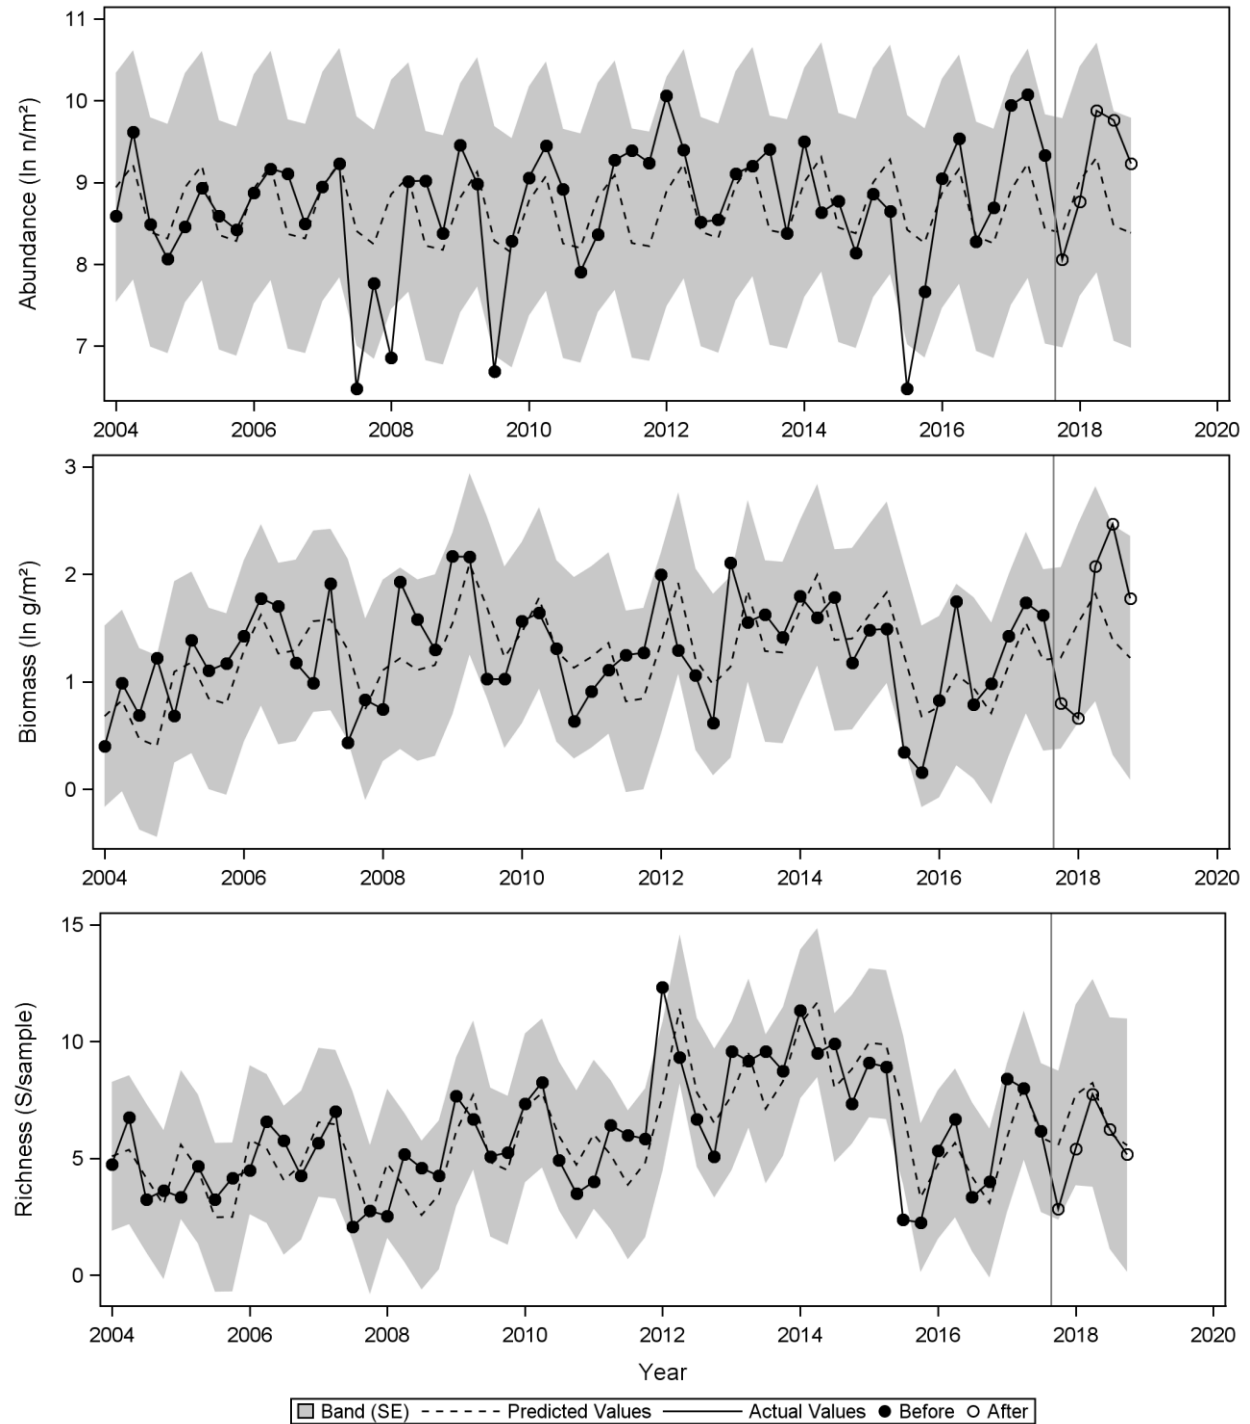 11
10
9
8
7
Abundance (ln n/m²)
2004 2006 2008 2010 2012 2014 2016 2018 2020
3
2
1
0
Biomass (ln g/m²)
2004 2006 2008 2010 2012 2014 2016 2018 2020
15
10
5
0
Richness (S/sample)
2004 2006 2008 2010 2012 2014 2016 2018 2020
Year
Band (SE) Predicted Values Actual Values Before After